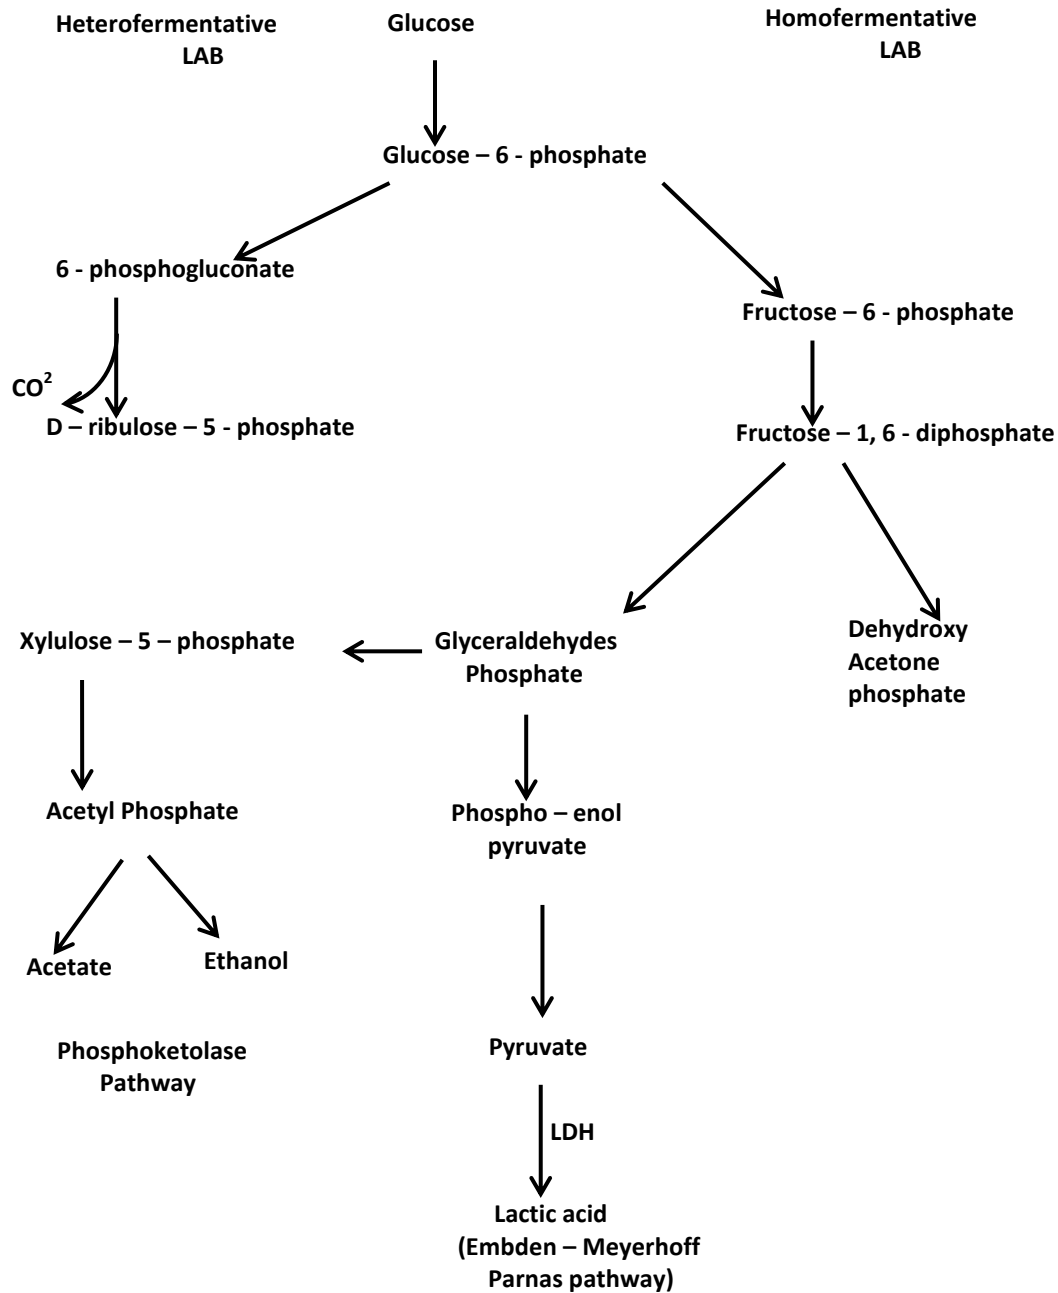 Heterofermentative
LAB
Glucose
Homofermentative
LAB
Glucose – 6 - phosphate
6 - phosphogluconate
Fructose – 6 - phosphate
CO²
D – ribulose – 5 - phosphate
Fructose – 1, 6 - diphosphate
Xylulose – 5 – phosphate
Glyceraldehydes
Phosphate
Dehydroxy
Acetone
phosphate
Acetyl Phosphate
Phospho – enol
pyruvate
Acetate
Ethanol
Phosphoketolase
Pathway
Pyruvate
LDH
Lactic acid
(Embden – Meyerhoff
Parnas pathway)